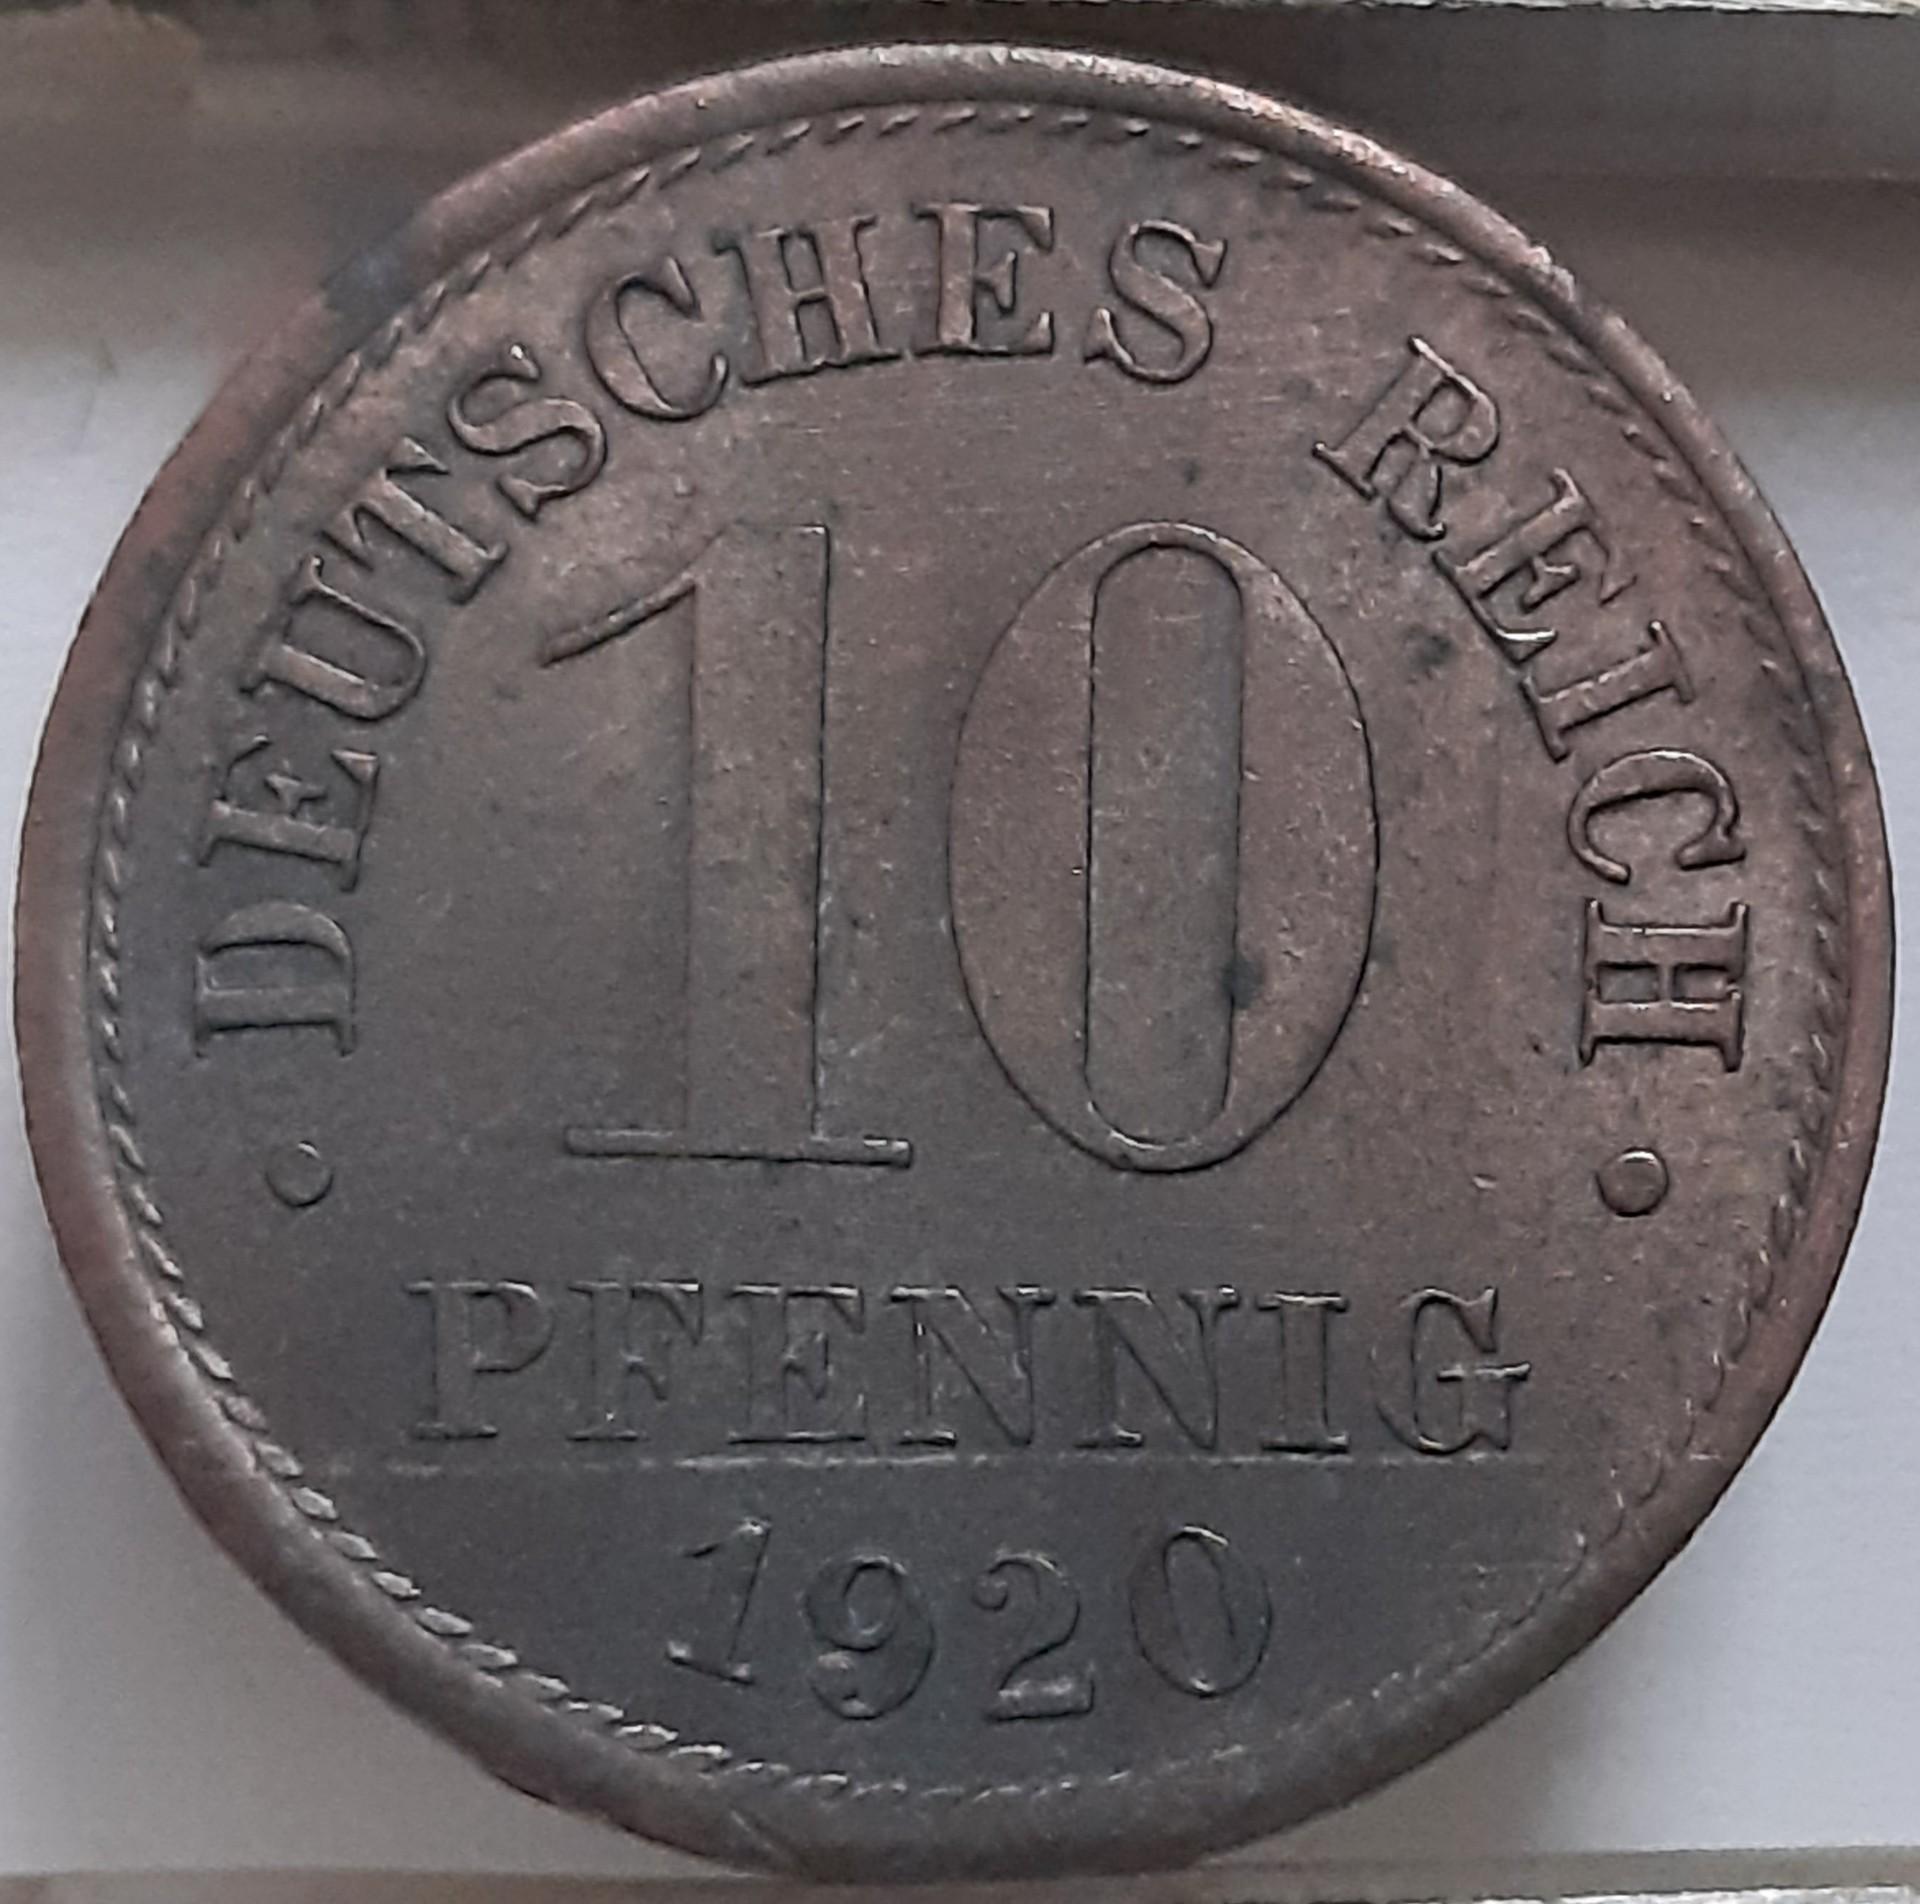 DEUTSCHES REICH
10
PFENNIG
1920